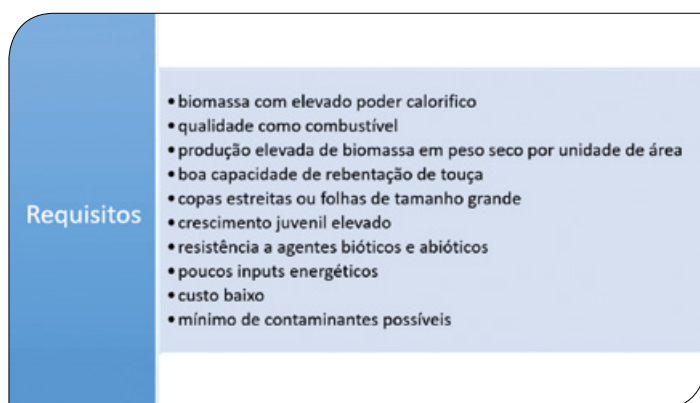 Requisitos
• biomassa com elevado poder calorifico
• qualidade como combustível
• produção elevada de biomassa em peso seco por unidade de área
• boa capacidade de rebentação de touça
• copas estreitas ou folhas de tamanho grande
• crescimento juvenil elevado
• resistência a agentes bióticos e abióticos
• poucos inputs energéticos
• custo baixo
• mínimo de contaminantes possíveis